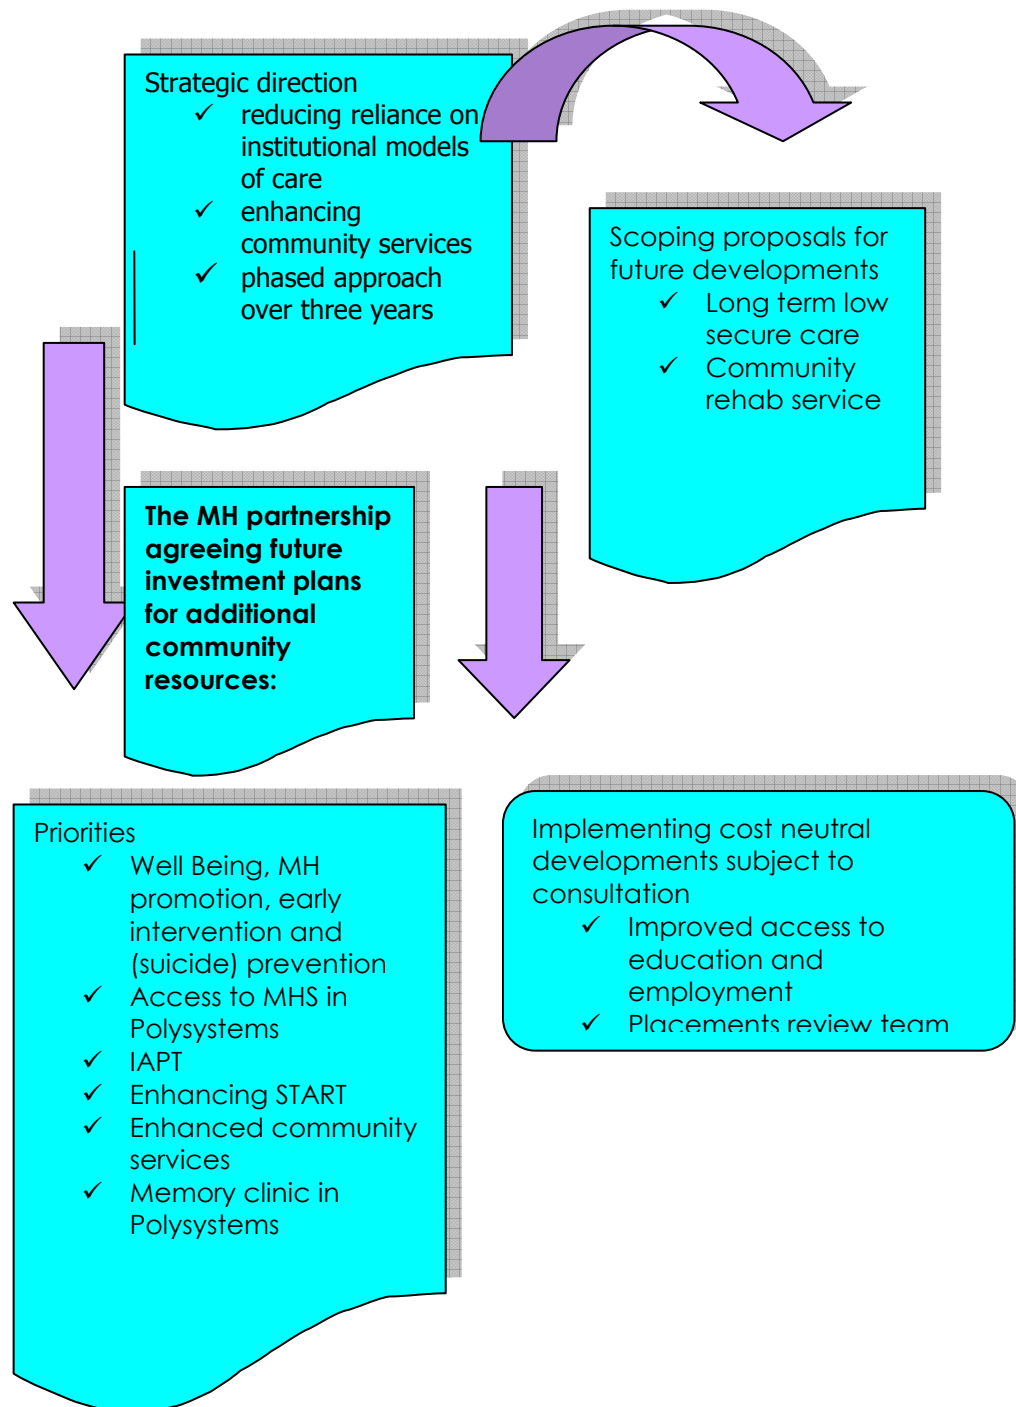 Strategic direction
✓ reducing reliance on
institutional models
of care
✓ enhancing
community services
✓ phased approach
over three years
Scoping proposals for
future developments
✓ Long term low
secure care
✓ Community
rehab service
The MH partnership
agreeing future
investment plans
for additional
community
resources:
Priorities
✓ Well Being, MH
promotion, early
intervention and
(suicide) prevention
✓ Access to MHS in
Polysystems
✓ IAPT
✓ Enhancing START
✓ Enhanced community
services
✓ Memory clinic in
Polysystems
Implementing cost neutral
developments subject to
consultation
✓ Improved access to
education and
employment
✓ Placements review team